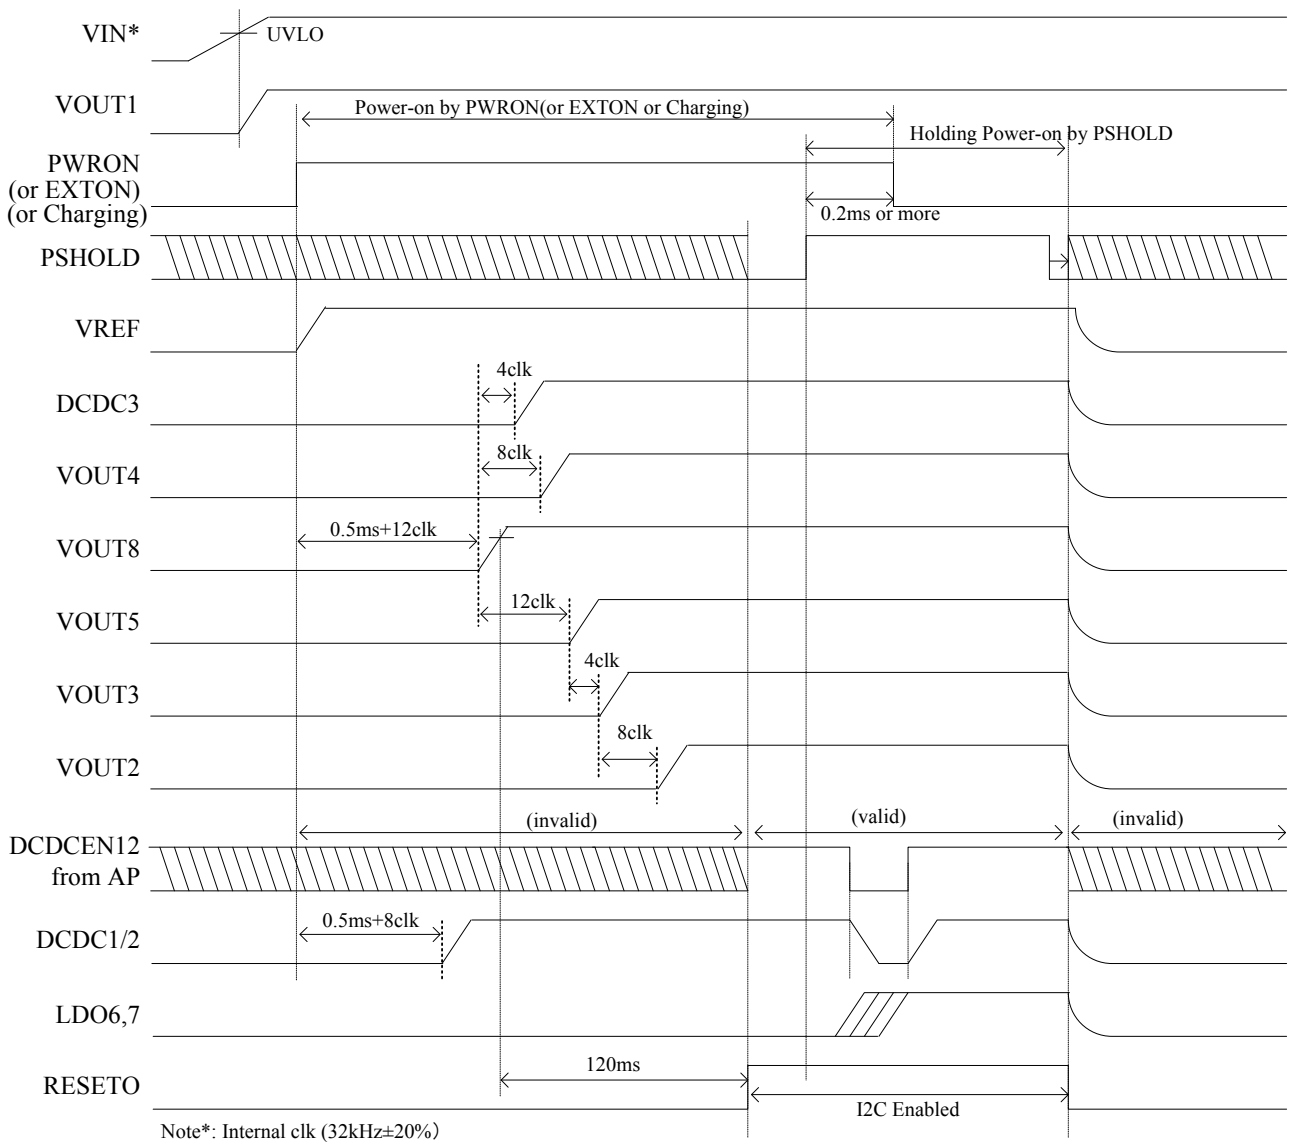 VIN*
UVLO
VOUT1
Power-on by PWRON(or EXTON or Charging)
Holding Power-on by PSHOLD
PWRON
(or EXTON)
(or Charging)
0.2ms or more
PSHOLD
VREF
4clk
DCDC3
8clk
VOUT4
0.5ms+12clk
VOUT8
12clk
VOUT5
4clk
VOUT3
8clk
VOUT2
(invalid)
(valid)
(invalid)
DCDCEN12
from AP
0.5ms+8clk
DCDC1/2
LDO6,7
120ms
RESETO
I2C Enabled
Note*: Internal clk (32kHz±20%)